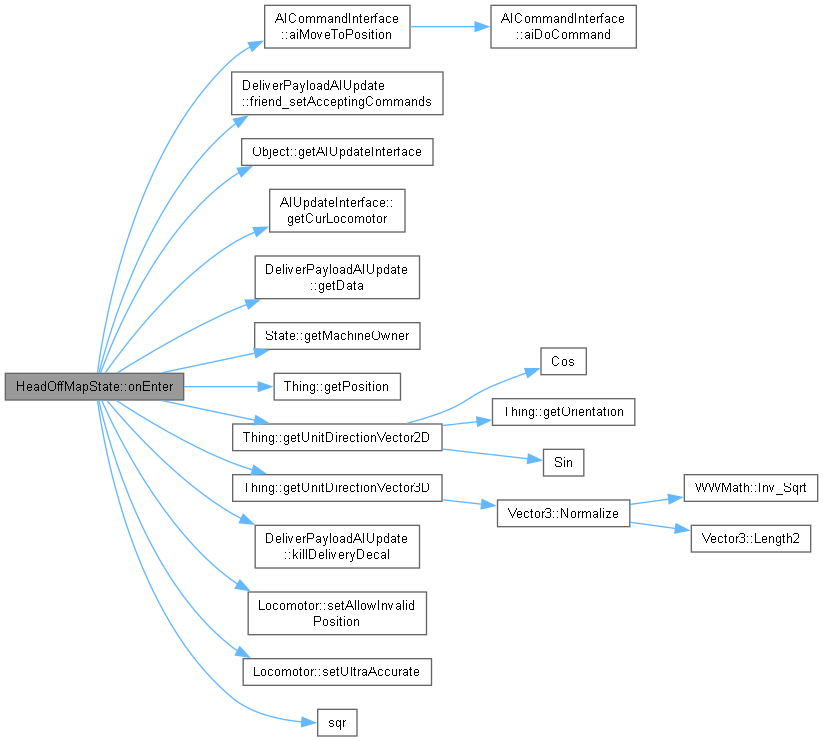 AICommandInterface
::aiMoveToPosition
AICommandInterface
::aiDoCommand
DeliverPayloadAIUpdate
::friend_setAcceptingCommands
Object::getAIUpdateInterface
AIUpdateInterface::
getCurLocomotor
DeliverPayloadAIUpdate
::getData
State::getMachineOwner
HeadOffMapState::onEnter
Thing::getPosition
Cos
Thing::getOrientation
Thing::getUnitDirectionVector2D
Sin
Thing::getUnitDirectionVector3D
WWMath::Inv_Sqrt
Vector3::Normalize
Vector3::Length2
DeliverPayloadAIUpdate
::killDeliveryDecal
Locomotor::setAllowInvalid
Position
Locomotor::setUltraAccurate
sqr